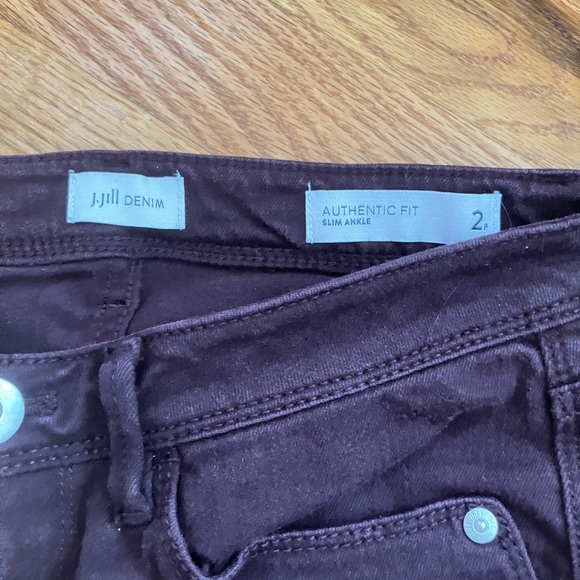 J.Jill DENIM
AUTHENTIC FIT
SLIM ANKLE
2P